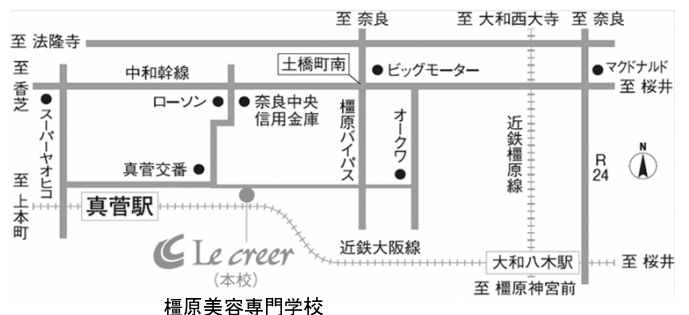 至 奈良
至 大和西大寺
至 奈良
至 法隆寺
土橋町南
ビッグモーター
マクドナルド
至 香芝
中和幹線
至 桜井
ローソン
奈良中央
信用金庫
スーパーヤオヒコ
橿原バイパス
オークワ
近鉄橿原線
R
24
N
真菅交番
至 上本町
真菅駅
Le creer
(本校)
近鉄大阪線
大和八木駅
至 桜井
至 橿原神宮前
橿原美容専門学校